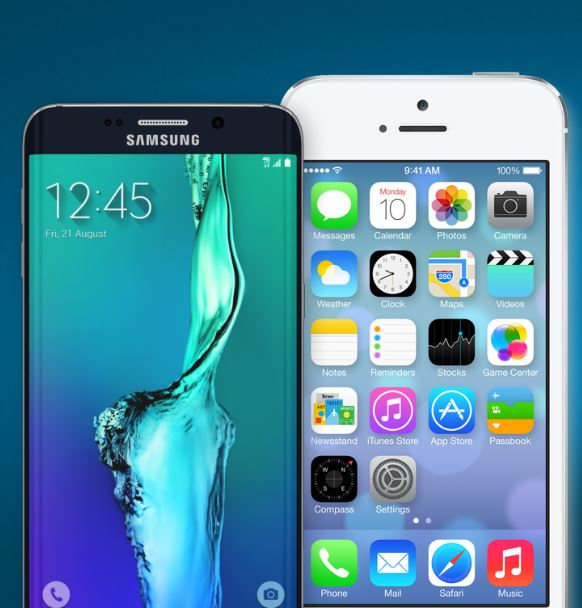 SAMSUNG
12:45
Fri, 21 August
9:41 AM
100%
Monday
10
Messages
Calendar
Photos
Camera
280
Weather
Clock
Maps
Videos
Notes
Reminders
Stocks
Game Center
Newsstand
iTunes Store
App Store
Passbook
N
W
E
S
Compass
Settings
Phone
Mail
Safari
Music